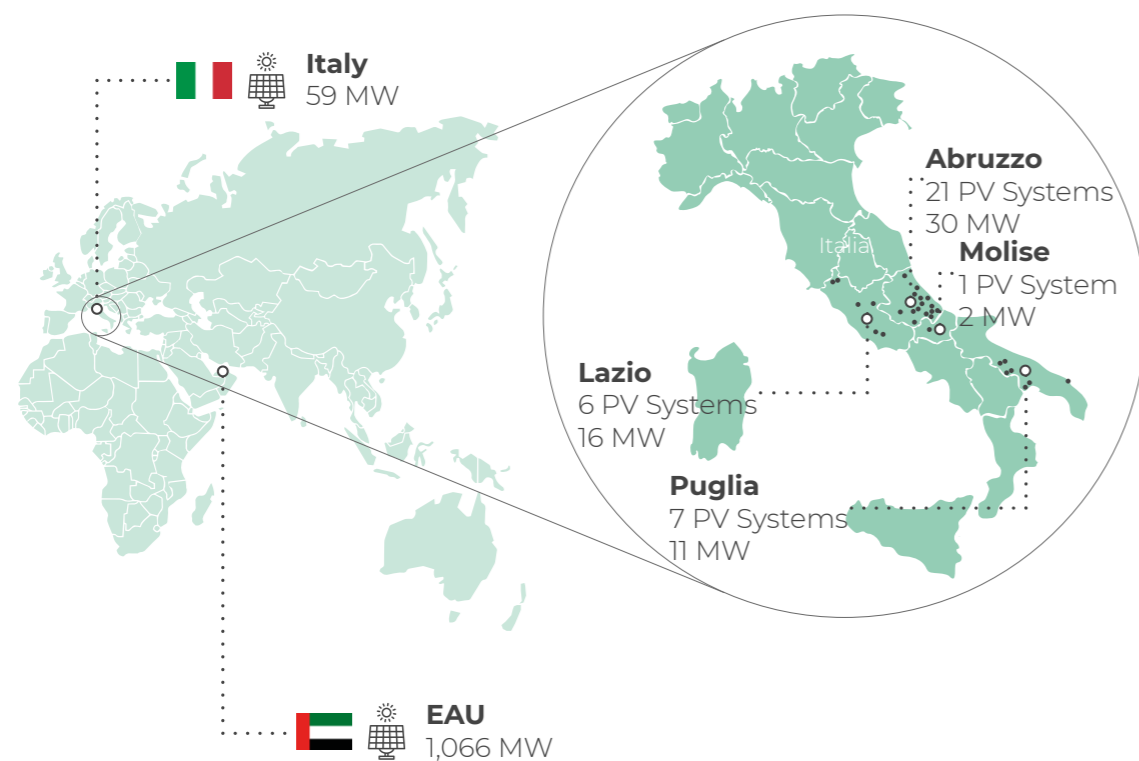 Italy
59 MW
Italia
Abruzzo
21 PV Systems
30 MW
Molise
1 PV System
2 MW
Lazio
6 PV Systems
16 MW
Puglia
7 PV Systems
11 MW
EAU
1,066 MW